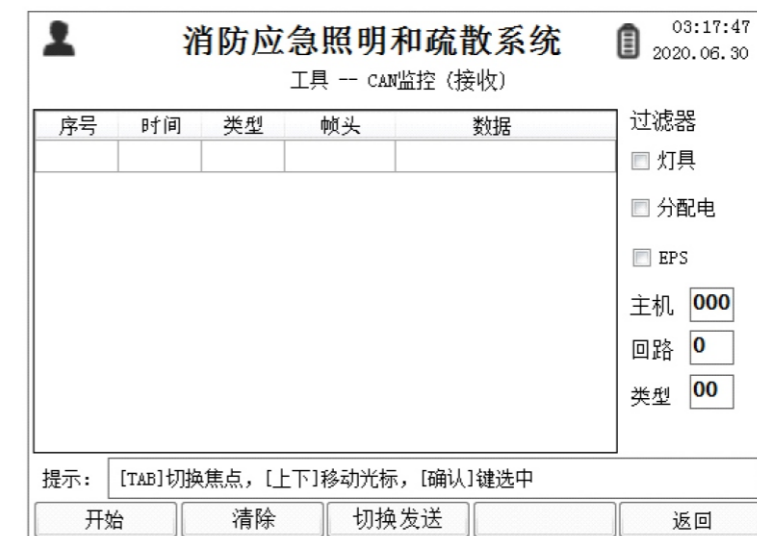 消防应急照明和疏散系统
03:17:47
2020.06.30
工具 -- CAN监控（接收）
序号 时间 类型 帧头 数据
过滤器
灯具
分配电
EPS
主机 000
回路 0
类型 00
提示： [TAB]切换焦点，[上下]移动光标，[确认]键选中
开始 清除 切换发送 返回